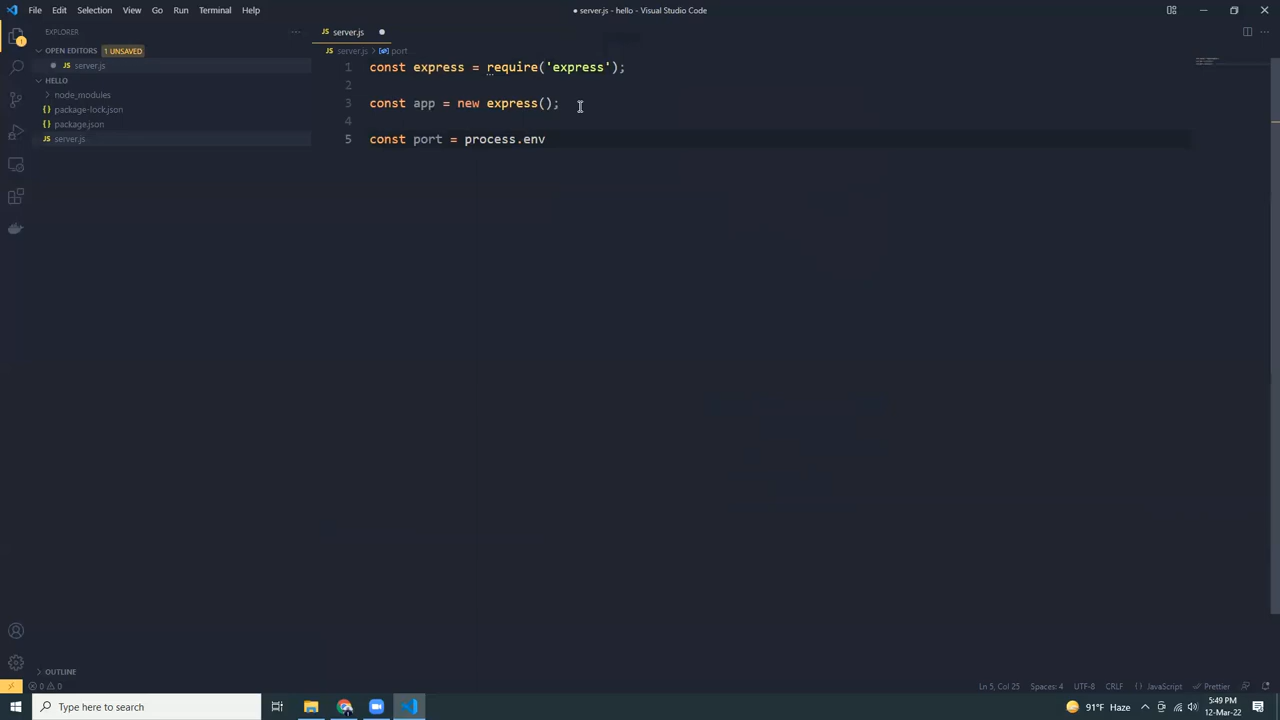 File Edit Selection View Go Run Terminal Help
● server.js - hello - Visual Studio Code
EXPLORER
···
JS server.js ●
OPEN EDITORS 1 UNSAVED
JS server.js > port
● JS server.js
HELLO
node_modules
{} package-lock.json
{} package.json
JS server.js
1 const express = require('express');
2
3 const app = new express();
4
5 const port = process.env
OUTLINE
0 0
Ln 5, Col 25 Spaces: 4 UTF-8 CRLF {} JavaScript Prettier
Type here to search
91°F Haze
5:49 PM
12-Mar-22